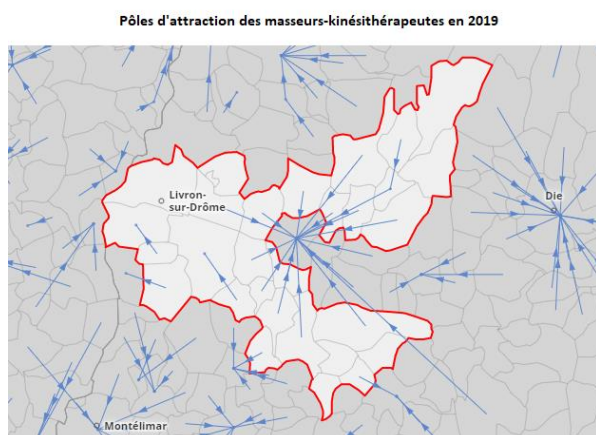 Pôles d'attraction des masseurs-kinésithérapeutes en 2019
Livron-
sur-Drôme
Die
Montélimar